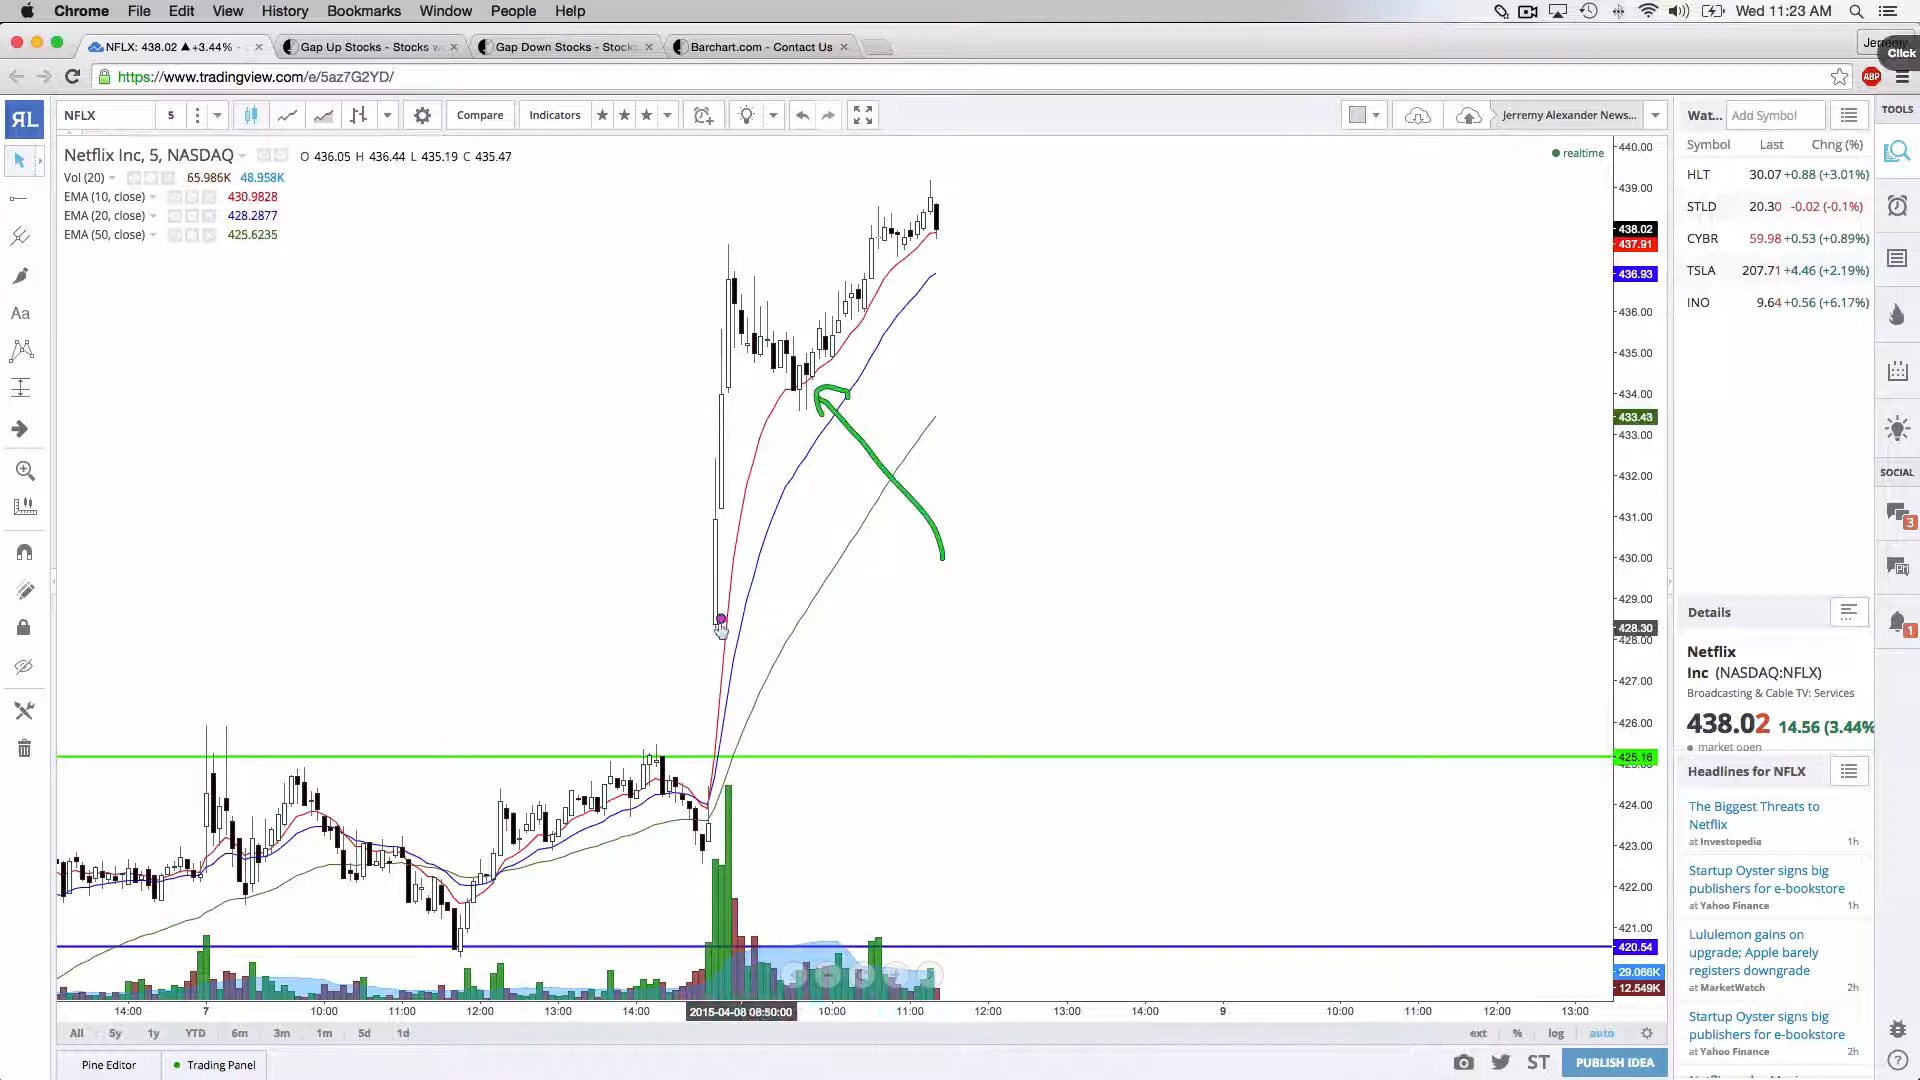 Chrome File Edit View History Bookmarks Window People Help Wed 11:23 AM
NFLX: 438.02 ▲+3.44% - Gap Up Stocks - Stocks w Gap Down Stocks - Stock Barchart.com - Contact Us Jerremy
Click
https://www.tradingview.com/e/5az7G2YD/ ABP
NFLX 5 Compare Indicators Jerremy Alexander News...
Wat... Add Symbol TOOLS
Symbol Last Chng (%)
HLT 30.07 +0.88 (+3.01%)
STLD 20.30 -0.02 (-0.1%)
CYBR 59.98 +0.53 (+0.89%)
TSLA 207.71 +4.46 (+2.19%)
INO 9.64 +0.56 (+6.17%)
Netflix Inc, 5, NASDAQ O 436.05 H 436.44 L 435.19 C 435.47
realtime
Vol (20) 65.986K 48.958K
EMA (10, close) 430.9828
EMA (20, close) 428.2877
EMA (50, close) 425.6235
440.00
439.00
438.02
437.91
436.93
436.00
435.00
434.00
433.43
433.00
432.00
431.00
430.00
429.00
428.30
428.00
427.00
426.00
425.16
424.00
423.00
422.00
421.00
420.54
29.066K
12.549K
14:00 7 10:00 11:00 12:00 13:00 14:00 2015-04-08 08:50:00 10:00 11:00 12:00 13:00 14:00 9 10:00 11:00 12:00 13:00
All 5y 1y YTD 6m 3m 1m 5d 1d ext % log auto
Pine Editor Trading Panel ST PUBLISH IDEA
SOCIAL
3
PM
1
Aa
Details
Netflix
Inc (NASDAQ:NFLX)
Broadcasting & Cable TV: Services
438.02 14.56 (3.44%
market open
Headlines for NFLX
The Biggest Threats to
Netflix
at Investopedia 1h
Startup Oyster signs big
publishers for e-bookstore
at Yahoo Finance 1h
Lululemon gains on
upgrade; Apple barely
registers downgrade
at MarketWatch 2h
Startup Oyster signs big
publishers for e-bookstore
at Yahoo Finance 2h